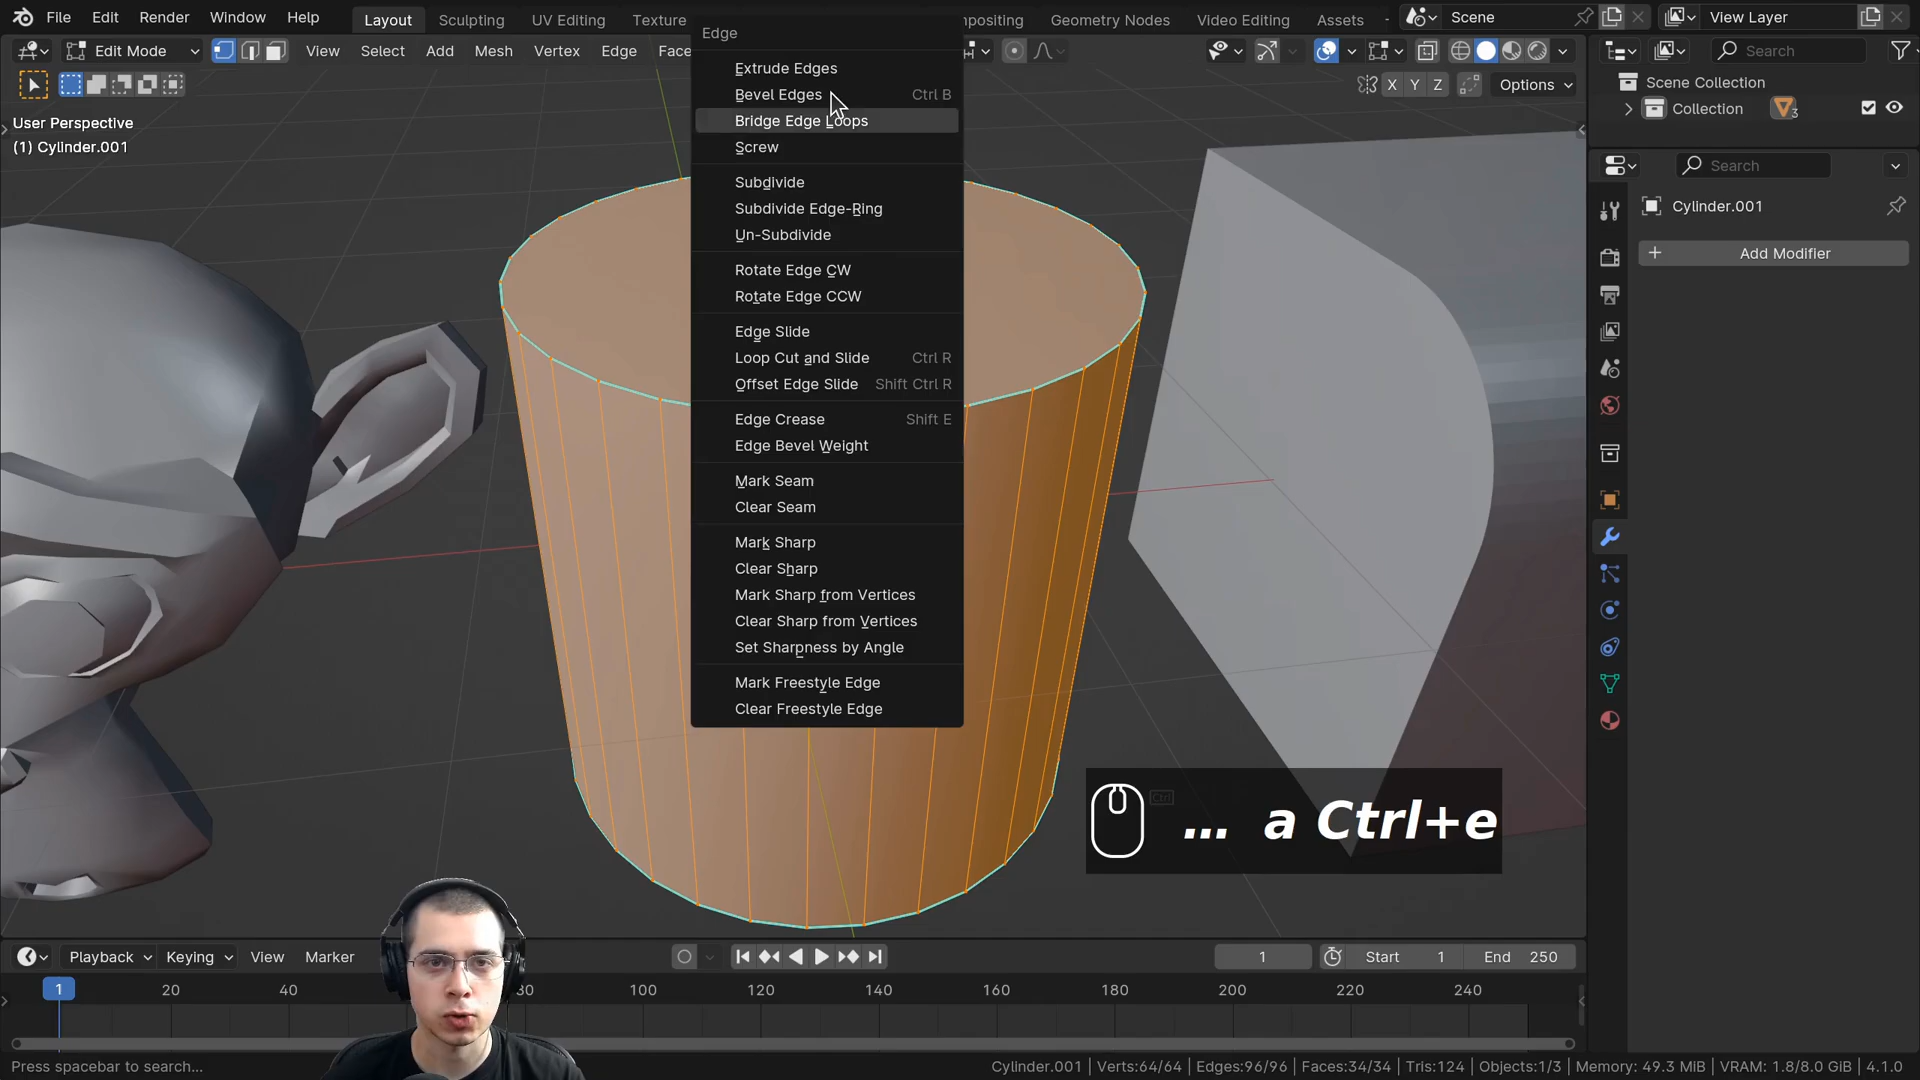 File Edit Render Window Help Layout Sculpting UV Editing Texture mpositing Geometry Nodes Video Editing Assets Scene View Layer
Edit Mode View Select Add Mesh Vertex Edge Face Search
X Y Z Options
User Perspective
(1) Cylinder.001
Edge
Extrude Edges
Bevel Edges Ctrl B
Bridge Edge Loops
Screw
Subdivide
Subdivide Edge-Ring
Un-Subdivide
Rotate Edge CW
Rotate Edge CCW
Edge Slide
Loop Cut and Slide Ctrl R
Offset Edge Slide Shift Ctrl R
Edge Crease Shift E
Edge Bevel Weight
Mark Seam
Clear Seam
Mark Sharp
Clear Sharp
Mark Sharp from Vertices
Clear Sharp from Vertices
Set Sharpness by Angle
Mark Freestyle Edge
Clear Freestyle Edge
Scene Collection
Collection 3
Search
Cylinder.001
Add Modifier
Ctrl
... a Ctrl+e
Playback Keying View Marker 1 Start 1 End 250
1 20 40 80 100 120 140 160 180 200 220 240
Press spacebar to search...
Cylinder.001 | Verts:64/64 | Edges:96/96 | Faces:34/34 | Tris:124 | Objects:1/3 | Memory: 49.3 MiB | VRAM: 1.8/8.0 GiB | 4.1.0